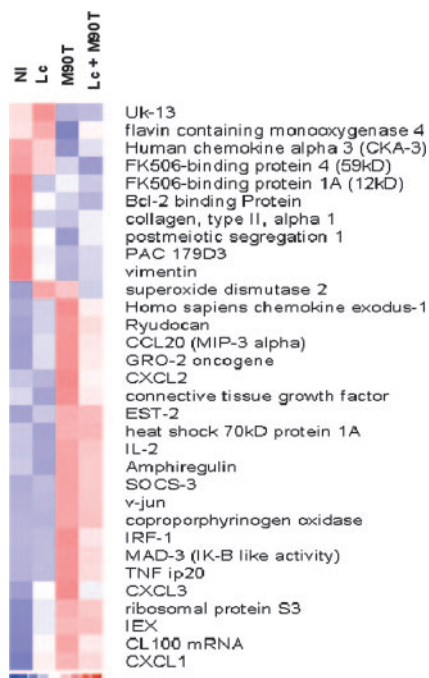 NI
Lc
M90T
Lc + M90T
Uk-13
flavin containing monooxygenase 4
Human chemokine alpha 3 (CKA-3)
FK506-binding protein 4 (59kD)
FK506-binding protein 1A (12kD)
Bcl-2 binding Protein
collagen, type II, alpha 1
postmeiotic segregation 1
PAC 179D3
vimentin
superoxide dismutase 2
Homo sapiens chemokine exodus-1
Ryudocan
CCL20 (MIP-3 alpha)
GRO-2 oncogene
CXCL2
connective tissue growth factor
EST-2
heat shock 70kD protein 1A
IL-2
Amphiregulin
SOCS-3
v-jun
coproporphyrinogen oxidase
IRF-1
MAD-3 (IK-B like activity)
TNF ip20
CXCL3
ribosomal protein S3
IEX
CL100 mRNA
CXCL1